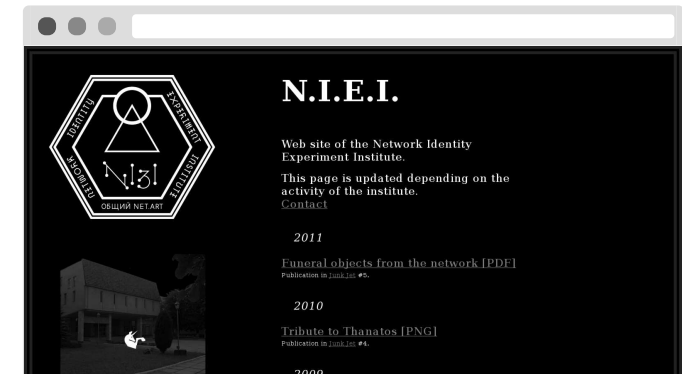 IDENTITY
EXPERIMENT
NETWORK
INSTITUTE
ОБЩИЙ NET.ART
N.I.E.I.
Web site of the Network Identity
Experiment Institute.
This page is updated depending on the
activity of the institute.
Contact
2011
Funeral objects from the network [PDF]
Publication in Junk Jet #5.
2010
Tribute to Thanatos [PNG]
Publication in Junk Jet #4.
2009